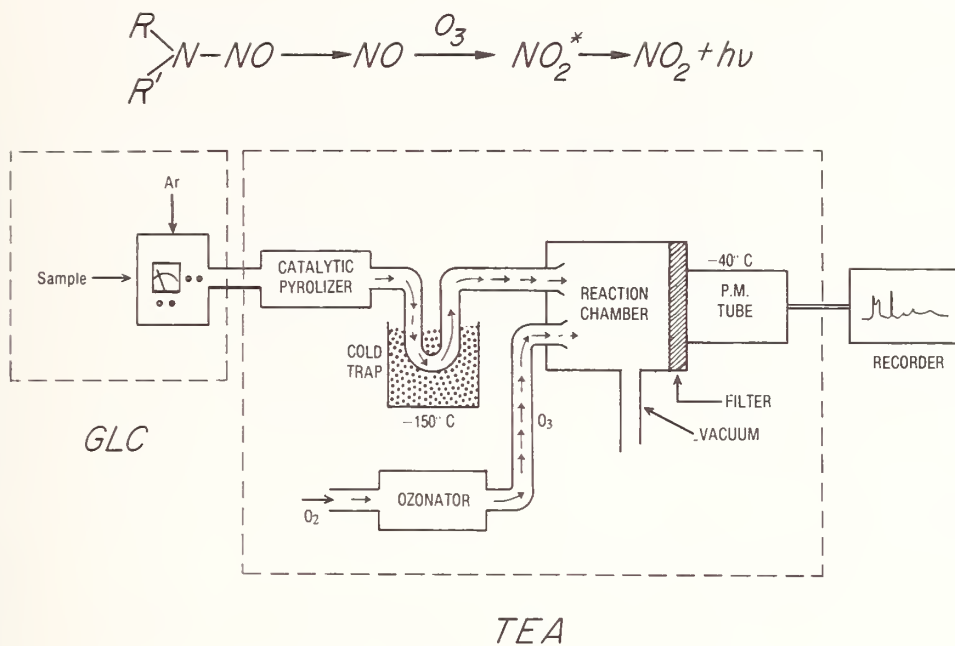 R
R' N—NO → NO O3 → NO2* → NO2 + hν
Ar
Sample
CATALYTIC
PYROLIZER
COLD
TRAP
−150° C
REACTION
CHAMBER
−40° C
P.M.
TUBE
RECORDER
FILTER
VACUUM
O3
O2
OZONATOR
GLC
TEA